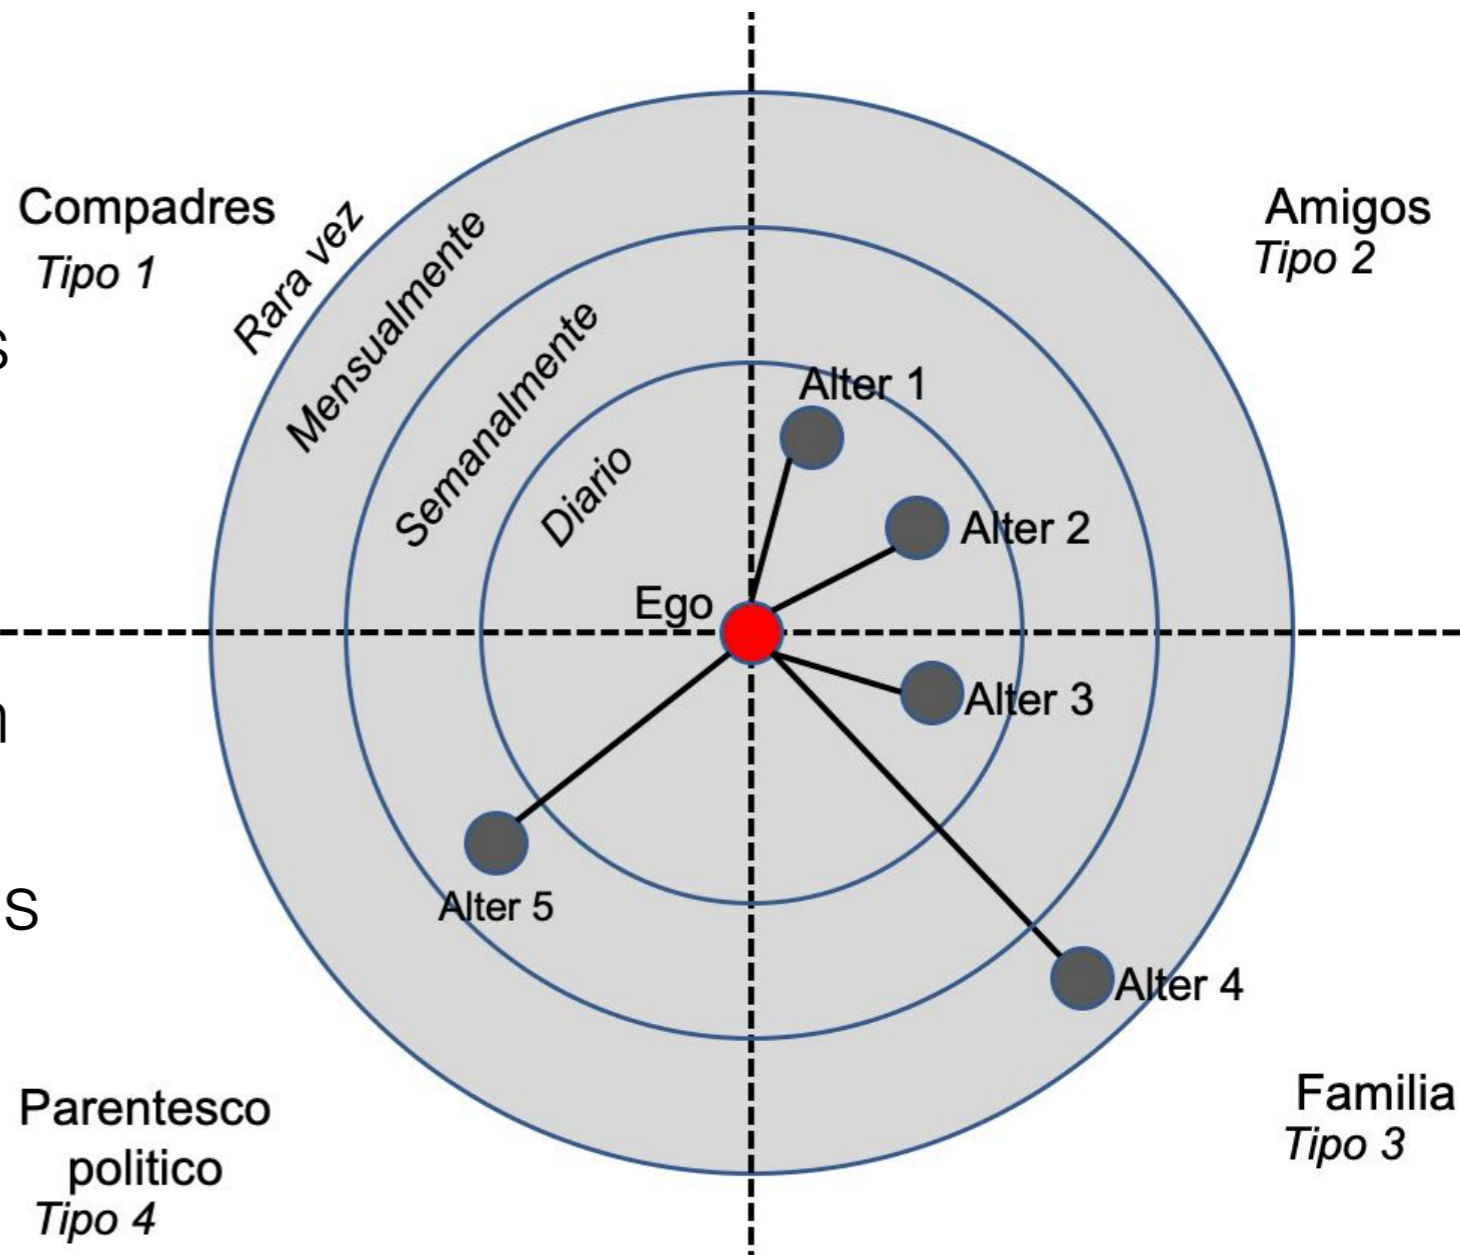 Compadres
Tipo 1
Amigos
Tipo 2
Rara vez
Mensualmente
Semanalmente
Diario
Alter 1
Alter 2
Ego
Alter 3
Alter 5
Alter 4
Parentesco
politico
Tipo 4
Familia
Tipo 3